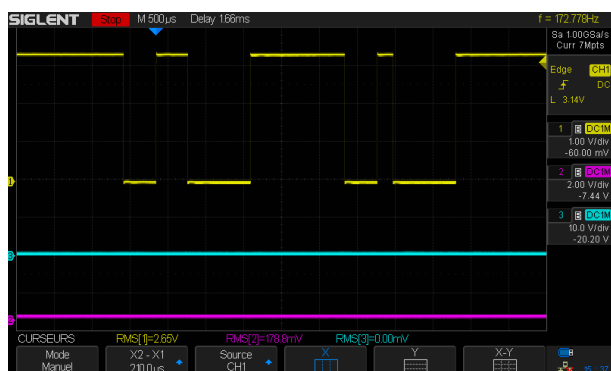 SIGLENT Stop M 500µs Delay 1.66ms f = 172.778Hz
Sa 1.00GSa/s
Curr 7Mpts
Edge CH1
DC
L 3.14V
1 B DC1M
1.00 V/div
-60.00 mV
2 B DC1M
2.00 V/div
-7.44 V
3 B DC1M
10.0 V/div
-20.20 V
1
3
2
CURSEURS RMS[1]=2.65V RMS[2]=178.8mV RMS[3]=0.00mV
Mode X2 - X1 Source X Y X-Y
Manuel 210.0µs CH1